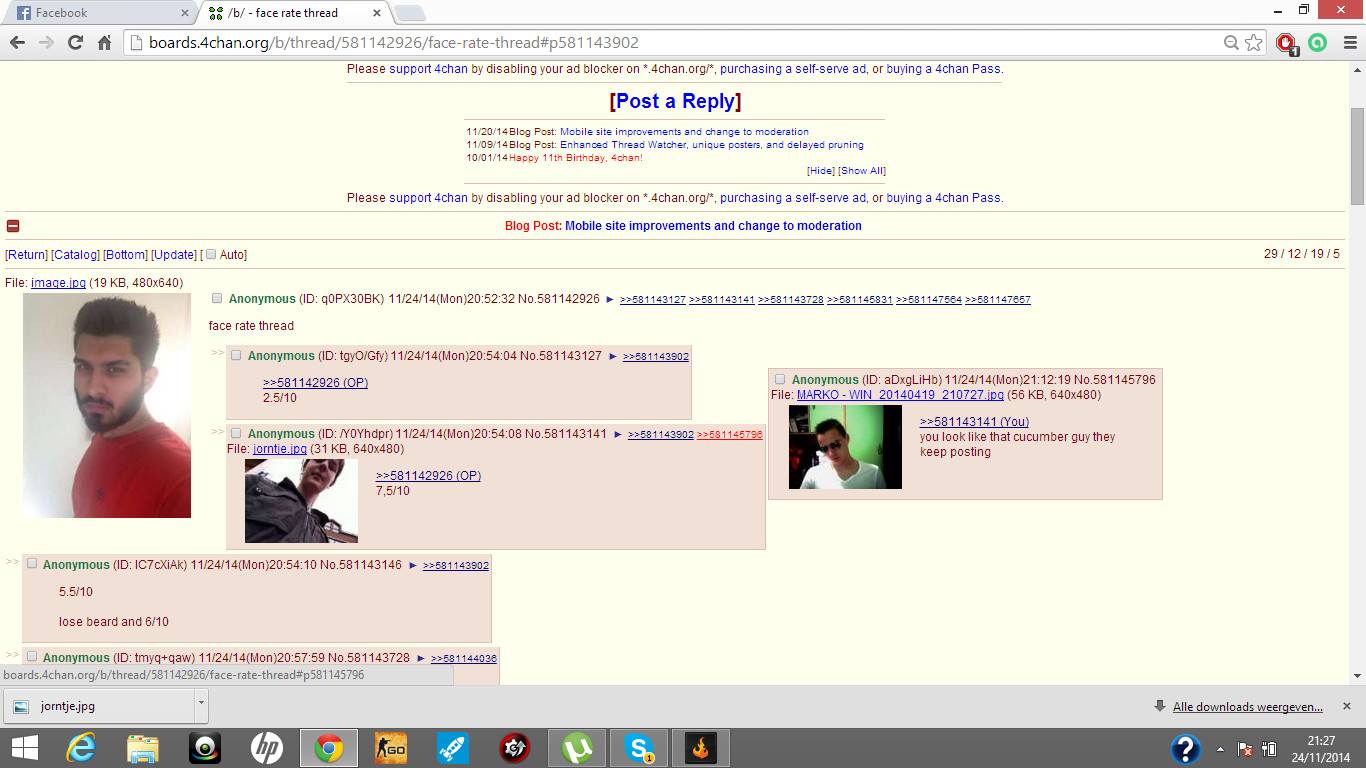 Facebook
/b/ - face rate thread
boards.4chan.org/b/thread/581142926/face-rate-thread#p581143902
1
Please support 4chan by disabling your ad blocker on *.4chan.org/*, purchasing a self-serve ad, or buying a 4chan Pass.
[Post a Reply]
11/20/14 Blog Post: Mobile site improvements and change to moderation
11/09/14 Blog Post: Enhanced Thread Watcher, unique posters, and delayed pruning
10/01/14 Happy 11th Birthday, 4chan!
[Hide] [Show All]
Please support 4chan by disabling your ad blocker on *.4chan.org/*, purchasing a self-serve ad, or buying a 4chan Pass.
Blog Post: Mobile site improvements and change to moderation
[Return] [Catalog] [Bottom] [Update] [ Auto]
29 / 12 / 19 / 5
File: image.jpg (19 KB, 480x640)
Anonymous (ID: q0PX30BK) 11/24/14(Mon)20:52:32 No.581142926 ► >>581143127 >>581143141 >>581143728 >>581145831 >>581147564 >>581147657
face rate thread
>> Anonymous (ID: tgyO/Gfy) 11/24/14(Mon)20:54:04 No.581143127 ► >>581143902
>>581142926 (OP)
2.5/10
>> Anonymous (ID: /Y0Yhdpr) 11/24/14(Mon)20:54:08 No.581143141 ► >>581143902 >>581145796
File: jorntje.jpg (31 KB, 640x480)
>>581142926 (OP)
7,5/10
Anonymous (ID: aDxgLiHb) 11/24/14(Mon)21:12:19 No.581145796
File: MARKO - WIN_20140419_210727.jpg (56 KB, 640x480)
>>581143141 (You)
you look like that cucumber guy they
keep posting
>> Anonymous (ID: lC7cXiAk) 11/24/14(Mon)20:54:10 No.581143146 ► >>581143902
5.5/10
lose beard and 6/10
>> Anonymous (ID: tmyq+qaw) 11/24/14(Mon)20:57:59 No.581143728 ► >>581144036
boards.4chan.org/b/thread/581142926/face-rate-thread#p581145796
jorntje.jpg
Alle downloads weergeven...
hp
GO
S
1
?
21:27
24/11/2014